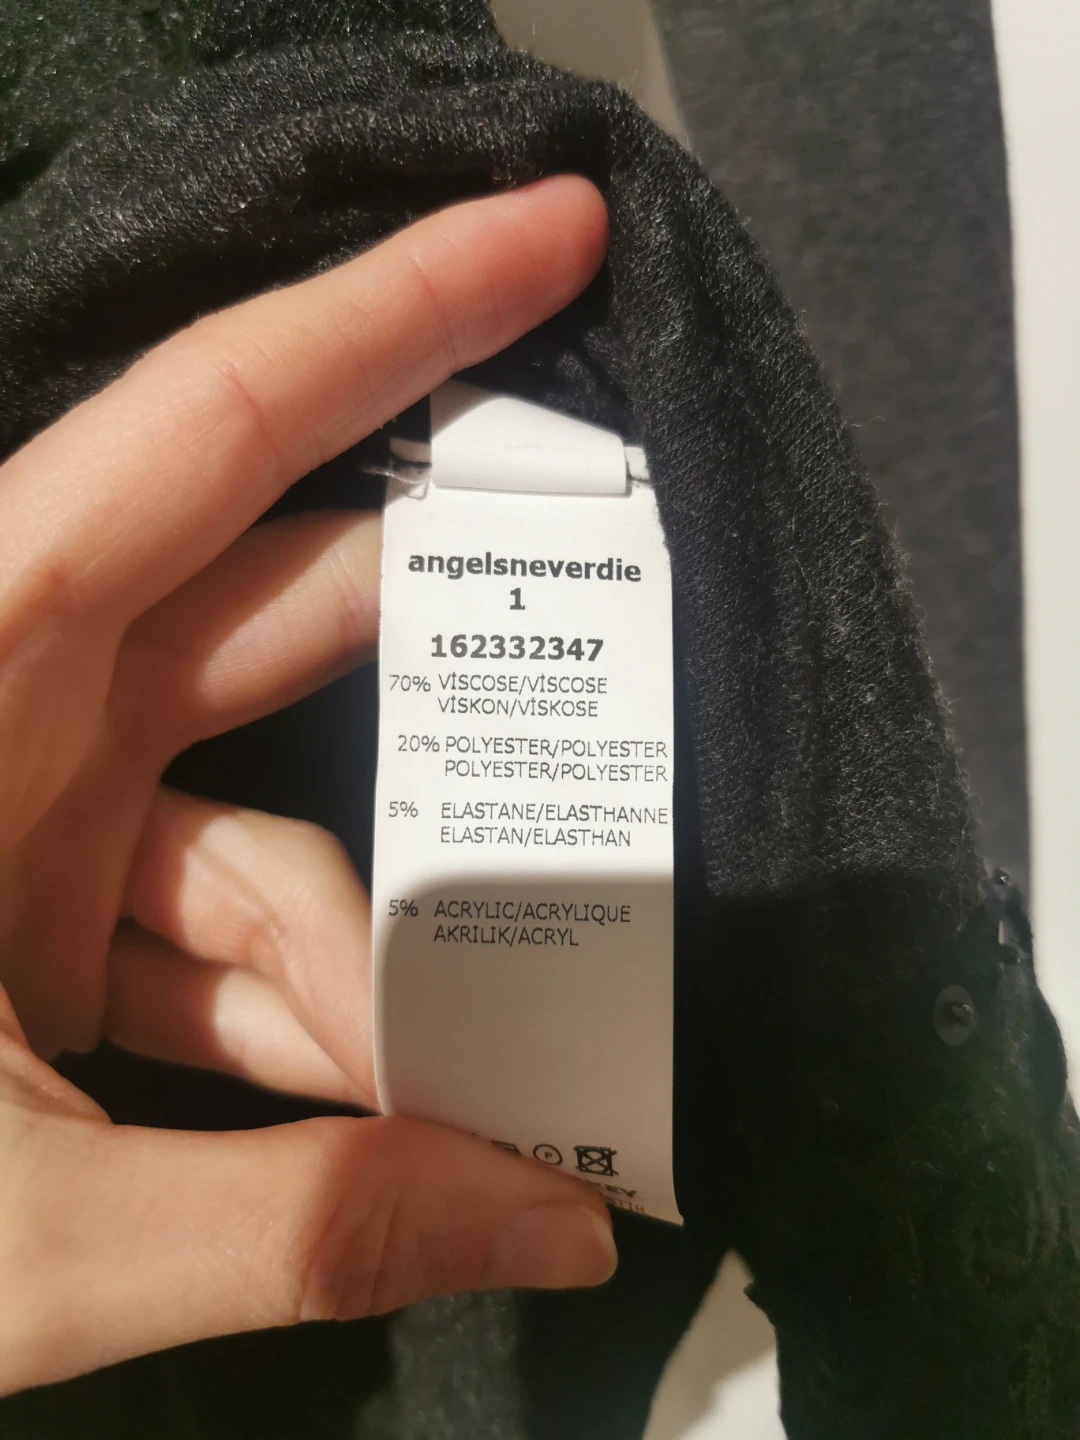 angelsneverdie
1
162332347
70% VİSCOSE/VİSCOSE
VİSKON/VİSKOSE
20% POLYESTER/POLYESTER
POLYESTER/POLYESTER
5% ELASTANE/ELASTHANNE
ELASTAN/ELASTHAN
5% ACRYLIC/ACRYLIQUE
AKRILIK/ACRYL
P